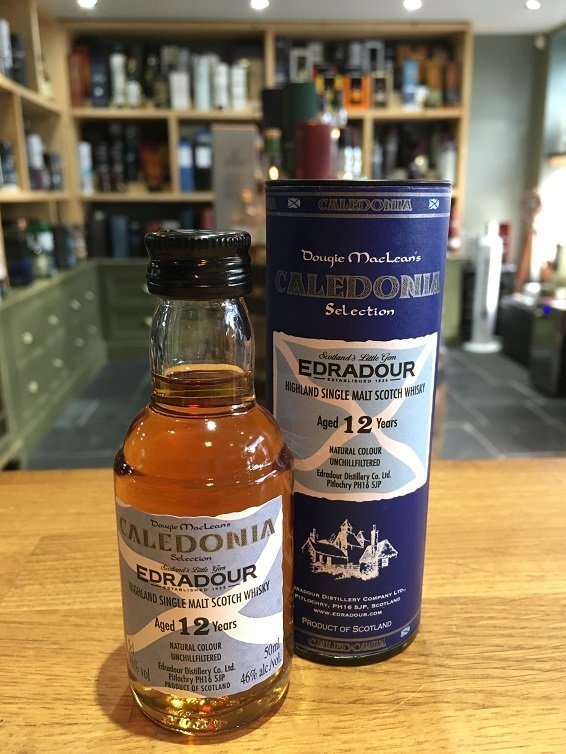 CALEDONIA
Dougie MacLean's
CALEDONIA
Selection
Scotland's Little Gem
EDRADOUR
ESTABLISHED 1825
HIGHLAND SINGLE MALT SCOTCH WHISKY
Aged 12 Years
NATURAL COLOUR
UNCHILLFILTERED
Edradour Distillery Co. Ltd.
Pitlochry PH16 5JP
RADOUR DISTILLERY COMPANY LTD.,
PITLOCHRY, PH16 5JP, SCOTLAND
WWW.EDRADOUR.COM
PRODUCT OF SCOTLAND
CALEDONIA
Dougie MacLean's
CALEDONIA
Selection
Scotland's Little Gem
EDRADOUR
ESTABLISHED 1825
HIGHLAND SINGLE MALT SCOTCH WHISKY
Aged 12 Years
NATURAL COLOUR
UNCHILLFILTERED
50ml
Edradour Distillery Co. Ltd.
Pitlochry PH16 5JP
PRODUCT OF SCOTLAND
% vol
46% alc./vol.